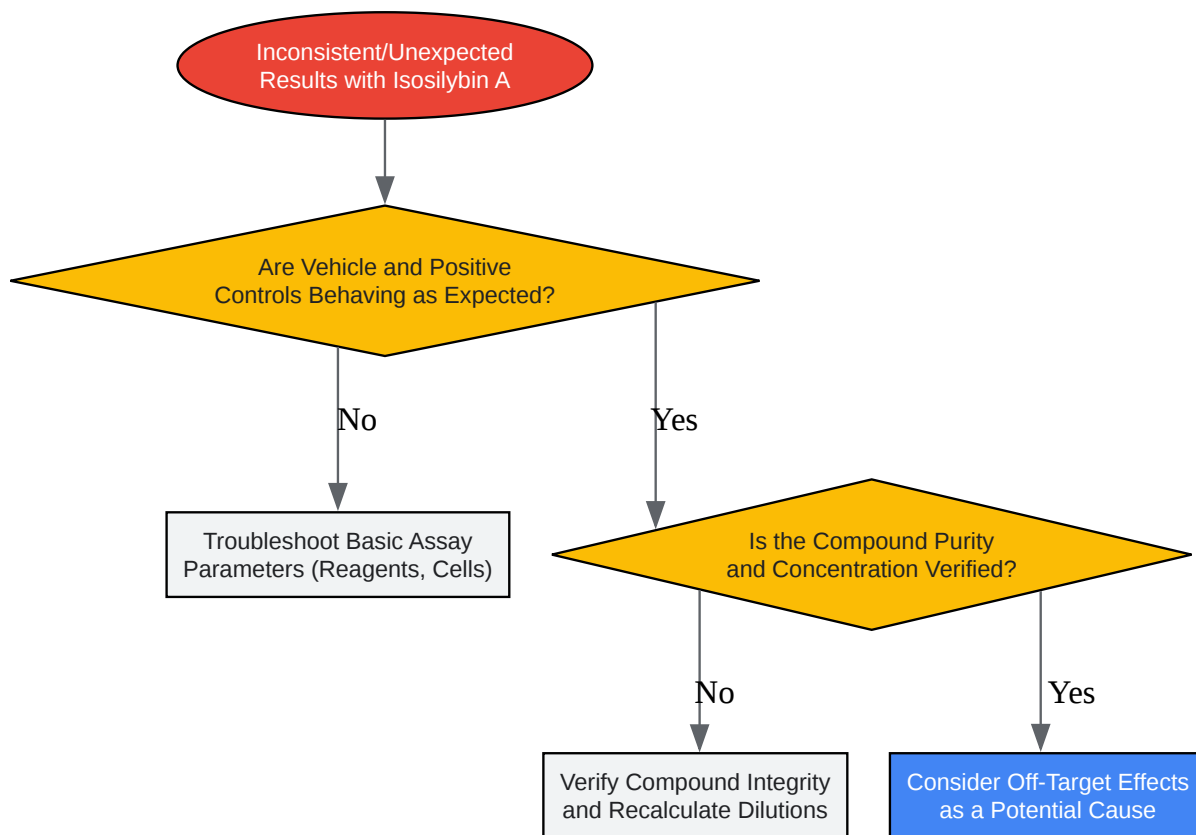 Inconsistent/Unexpected
Results with Isosilybin A
Are Vehicle and Positive
Controls Behaving as Expected?
No
Yes
Troubleshoot Basic Assay
Parameters (Reagents, Cells)
Is the Compound Purity
and Concentration Verified?
No
Yes
Verify Compound Integrity
and Recalculate Dilutions
Consider Off-Target Effects
as a Potential Cause